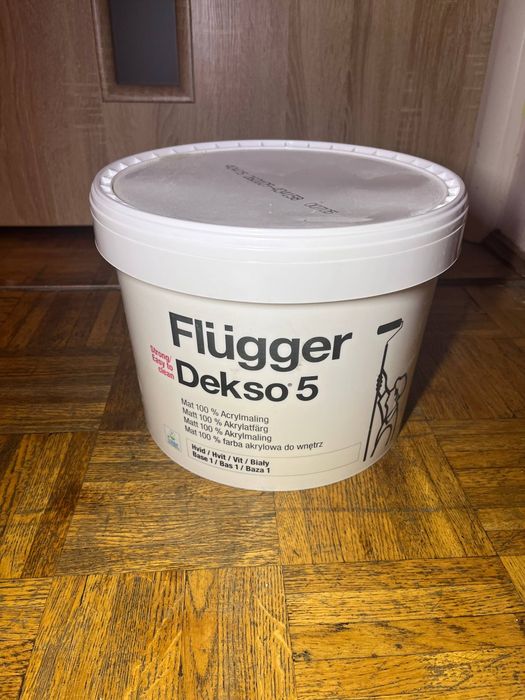 Flügger
Dekso® 5
Strong/
Easy to
clean
Mat 100 % Acrylmaling
Matt 100 % Akrylatfärg
Matt 100 % Akrylmaling
Mat 100 % farba akrylowa do wnętrz
Hvid / Hvit / Vit / Biały
Base 1 / Bas 1 / Baza 1